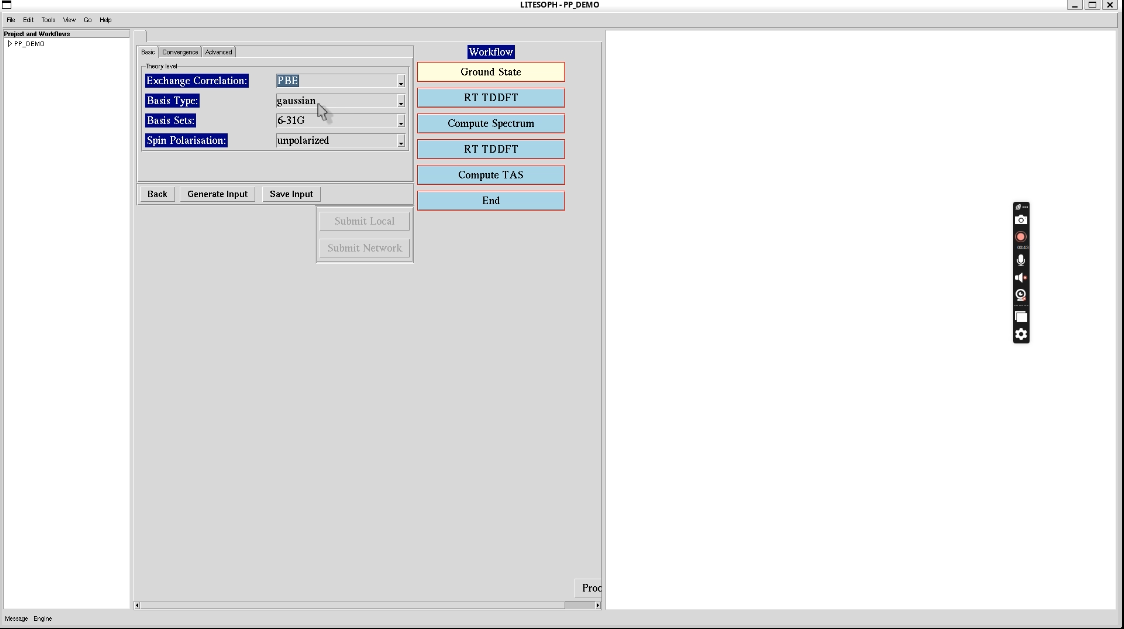 LITESOPH - PP_DEMO
File Edit Tools View Go Help
Project and Workflows
PP_DEMO
Basic Convergence Advanced
Theory level
Exchange Correlation: PBE
Basis Type: gaussian
Basis Sets: 6-31G
Spin Polarisation: unpolarized
Back Generate Input Save Input
Submit Local
Submit Network
Workflow
Ground State
RT TDDFT
Compute Spectrum
RT TDDFT
Compute TAS
End
Proc
Message Engine